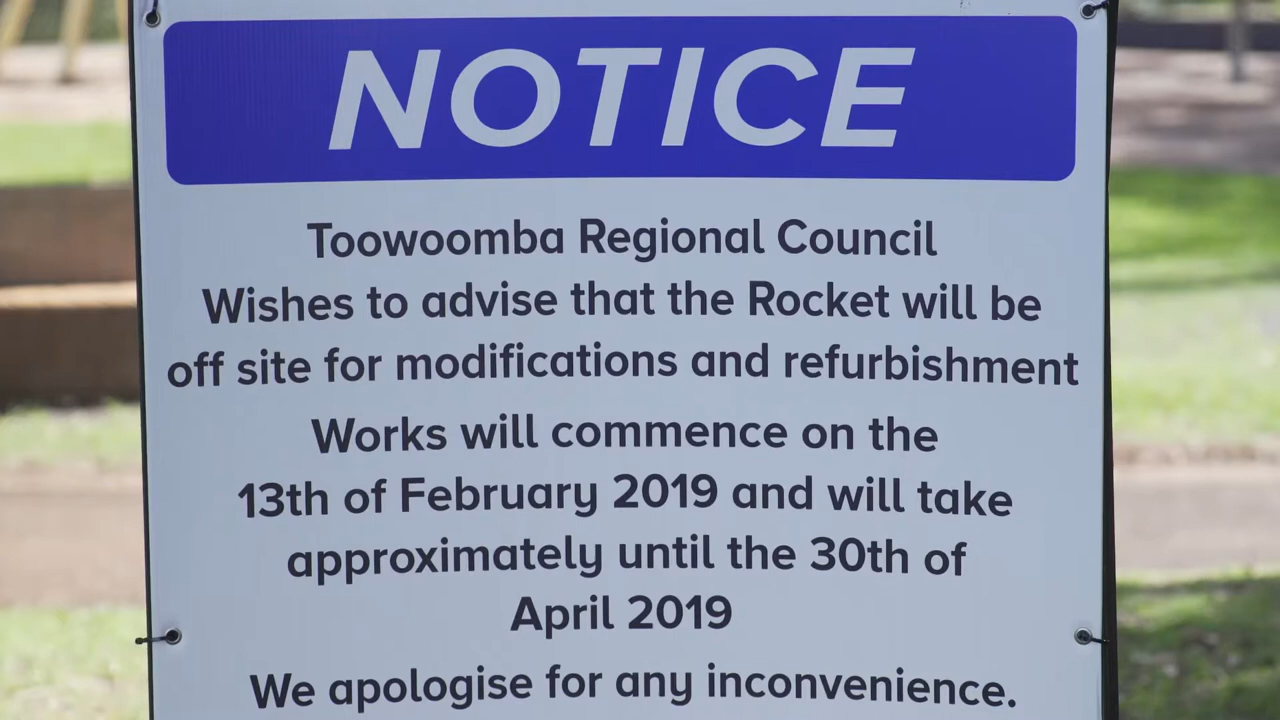 NOTICE
Toowoomba Regional Council
Wishes to advise that the Rocket will be
off site for modifications and refurbishment
Works will commence on the
13th of February 2019 and will take
approximately until the 30th of
April 2019
We apologise for any inconvenience.